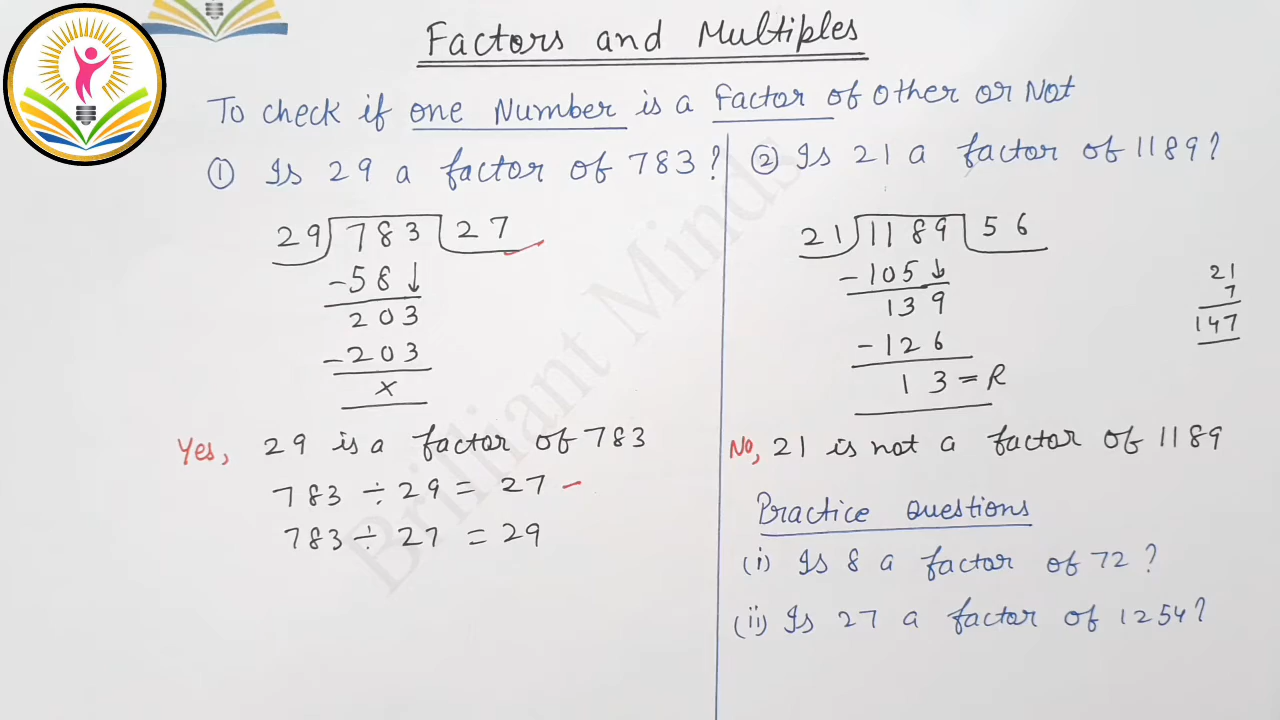 Factors and Multiples
To check if one Number is a Factor of Other or Not
① Is 29 a factor of 783?
29 783 27
-58↓
203
-203
x
Yes, 29 is a factor of 783
783 ÷ 29 = 27 -
783 ÷ 27 = 29
② Is 21 a factor of 1189?
21 1189 56
-105↓
139
-126
13 = R
21
7
147
No, 21 is not a factor of 1189
Practice Questions
(i) Is 8 a factor of 72?
(ii) Is 27 a factor of 1254?
Brilliant Minds